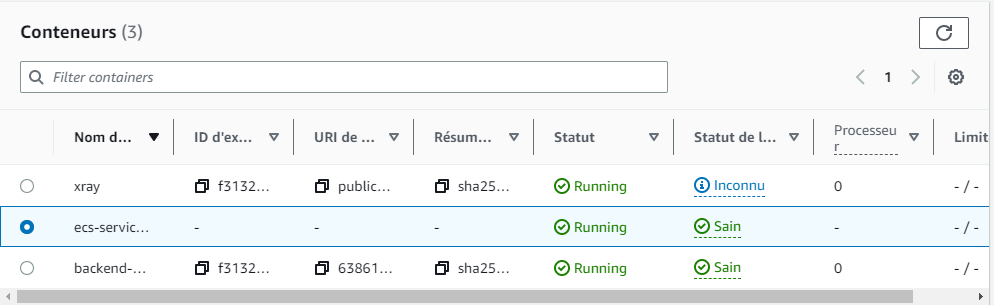 Conteneurs (3)
Filter containers
1
Nom d... ID d'ex... URI de ... Résum... Statut Statut de l... Processeu
r Limit
xray f3132... public... sha25... Running Inconnu 0 - / -
ecs-servic... - - - Running Sain - - / -
backend-... f3132... 63861... sha25... Running Sain 0 - / -